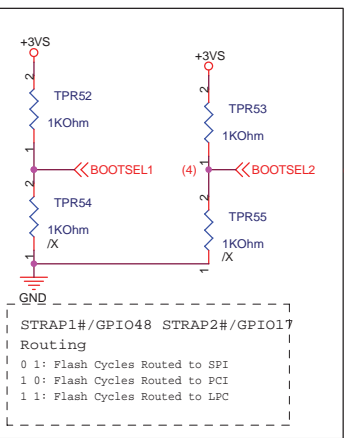 +3VS
+3VS
2
TPR52
1KOhm
1
2
TPR53
1KOhm
1
BOOTSEL1
(4)
BOOTSEL2
2
TPR54
1KOhm
/X
1
2
TPR55
1KOhm
/X
1
GND
STRAP1#/GPIO48 STRAP2#/GPIO17
Routing
0 1: Flash Cycles Routed to SPI
1 0: Flash Cycles Routed to PCI
1 1: Flash Cycles Routed to LPC